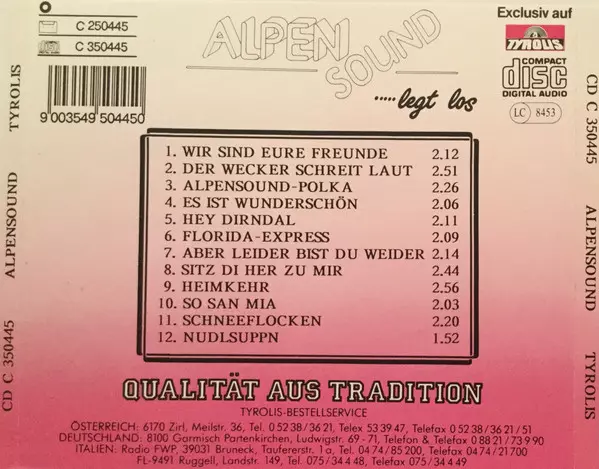 C 250445
C 350445
9 003549 504450
ALPEN
SOUND
.....legt los
Exclusiv auf
TYROLIS
COMPACT
disc
DIGITAL AUDIO
LC 8453
1. WIR SIND EURE FREUNDE 2.12
2. DER WECKER SCHREIT LAUT 2.51
3. ALPENSOUND-POLKA 2.26
4. ES IST WUNDERSCHÖN 2.06
5. HEY DIRNDAL 2.11
6. FLORIDA-EXPRESS 2.09
7. ABER LEIDER BIST DU WEIDER 2.14
8. SITZ DI HER ZU MIR 2.44
9. HEIMKEHR 2.56
10. SO SAN MIA 2.03
11. SCHNEEFLOCKEN 2.20
12. NUDLSUPPN 1.52
QUALITÄT AUS TRADITION
TYROLIS-BESTELLSERVICE
ÖSTERREICH: 6170 Zirl, Meilstr. 36, Tel. 0 52 38/36 21, Telex 53 39 47, Telefax 0 52 38/36 21/51
DEUTSCHLAND: 8100 Garmisch Partenkirchen, Ludwigstr. 69 - 71, Telefon & Telefax 0 88 21/7 39 90
ITALIEN: Radio FWP, 39031 Bruneck, Taufererstr. 1a, Tel. 04 74/85 200, Telefax 04 74/21 700
FL-9491 Ruggell, Landstr. 149, Tel. 075/3 44 48, Telefax 075/3 44 49
CD C 350445 ALPENSOUND TYROLIS
CD C 350445 ALPENSOUND TYROLIS